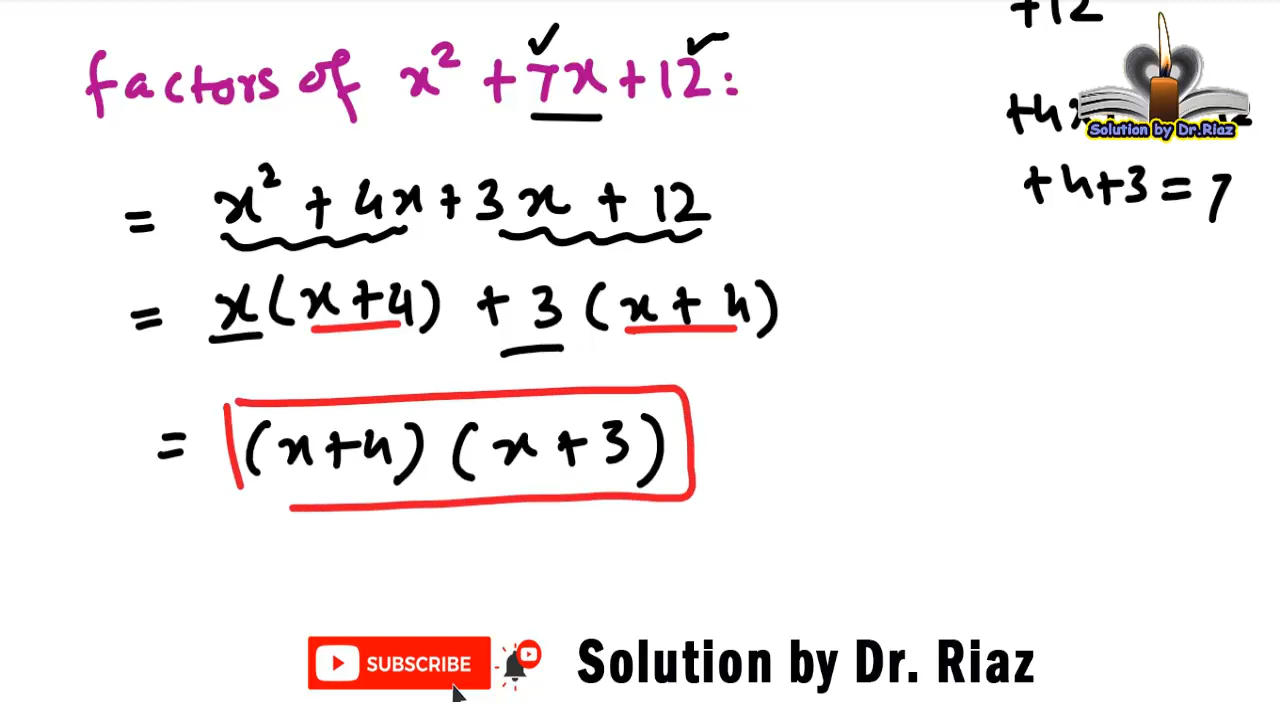 factors of x² + 7x + 12:
= x² + 4x + 3x + 12
= x(x+4) + 3(x+4)
= (x+4)(x+3)
+12
+4x
+4+3=7
Solution by Dr.Riaz
SUBSCRIBE
Solution by Dr. Riaz